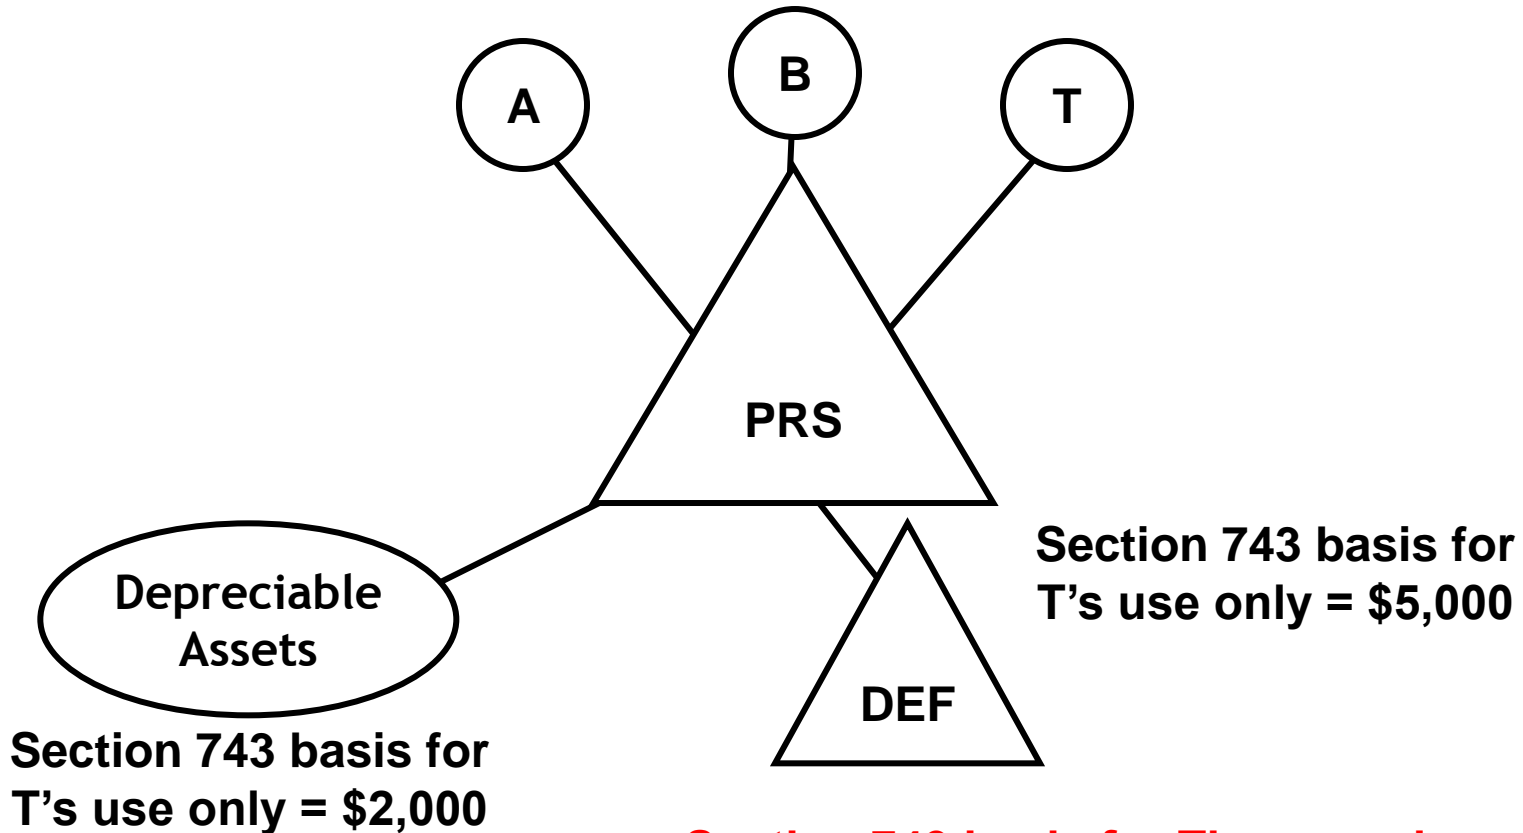 A
B
T
PRS
Depreciable
Assets
Section 743 basis for
T’s use only = $2,000
DEF
Section 743 basis for
T’s use only = $5,000